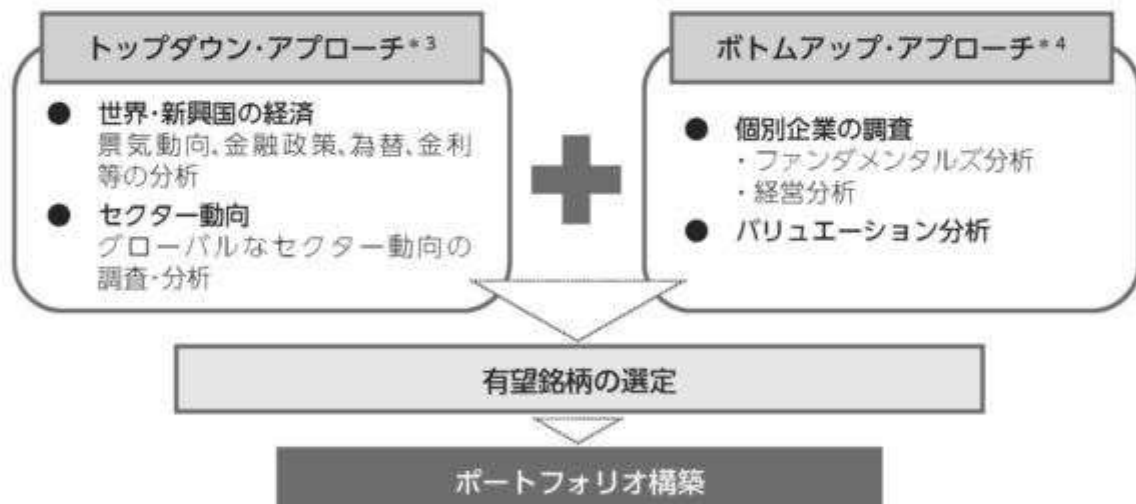 トップダウン・アプローチ*3
● 世界・新興国の経済
景気動向、金融政策、為替、金利
等の分析
● セクター動向
グローバルなセクター動向の
調査・分析
ボトムアップ・アプローチ*4
● 個別企業の調査
・ファンダメンタルズ分析
・経営分析
● バリュエーション分析
有望銘柄の選定
ポートフォリオ構築